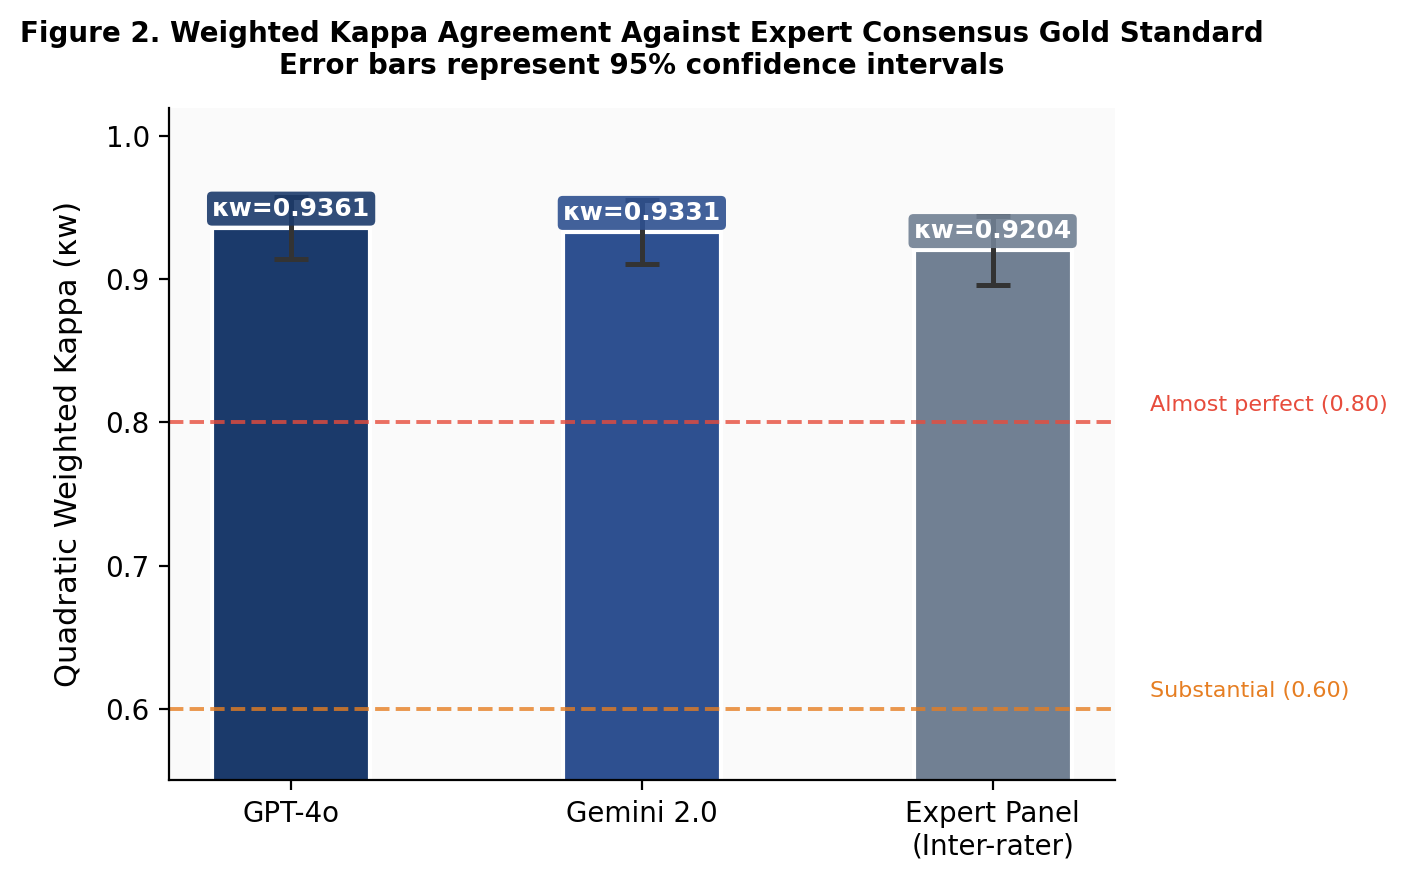 Figure 2. Weighted Kappa Agreement Against Expert Consensus Gold Standard
Error bars represent 95% confidence intervals
Quadratic Weighted Kappa (κw)
1.0
0.9
0.8
0.7
0.6
κw=0.9361
κw=0.9331
κw=0.9204
Almost perfect (0.80)
Substantial (0.60)
GPT-4o
Gemini 2.0
Expert Panel
(Inter-rater)